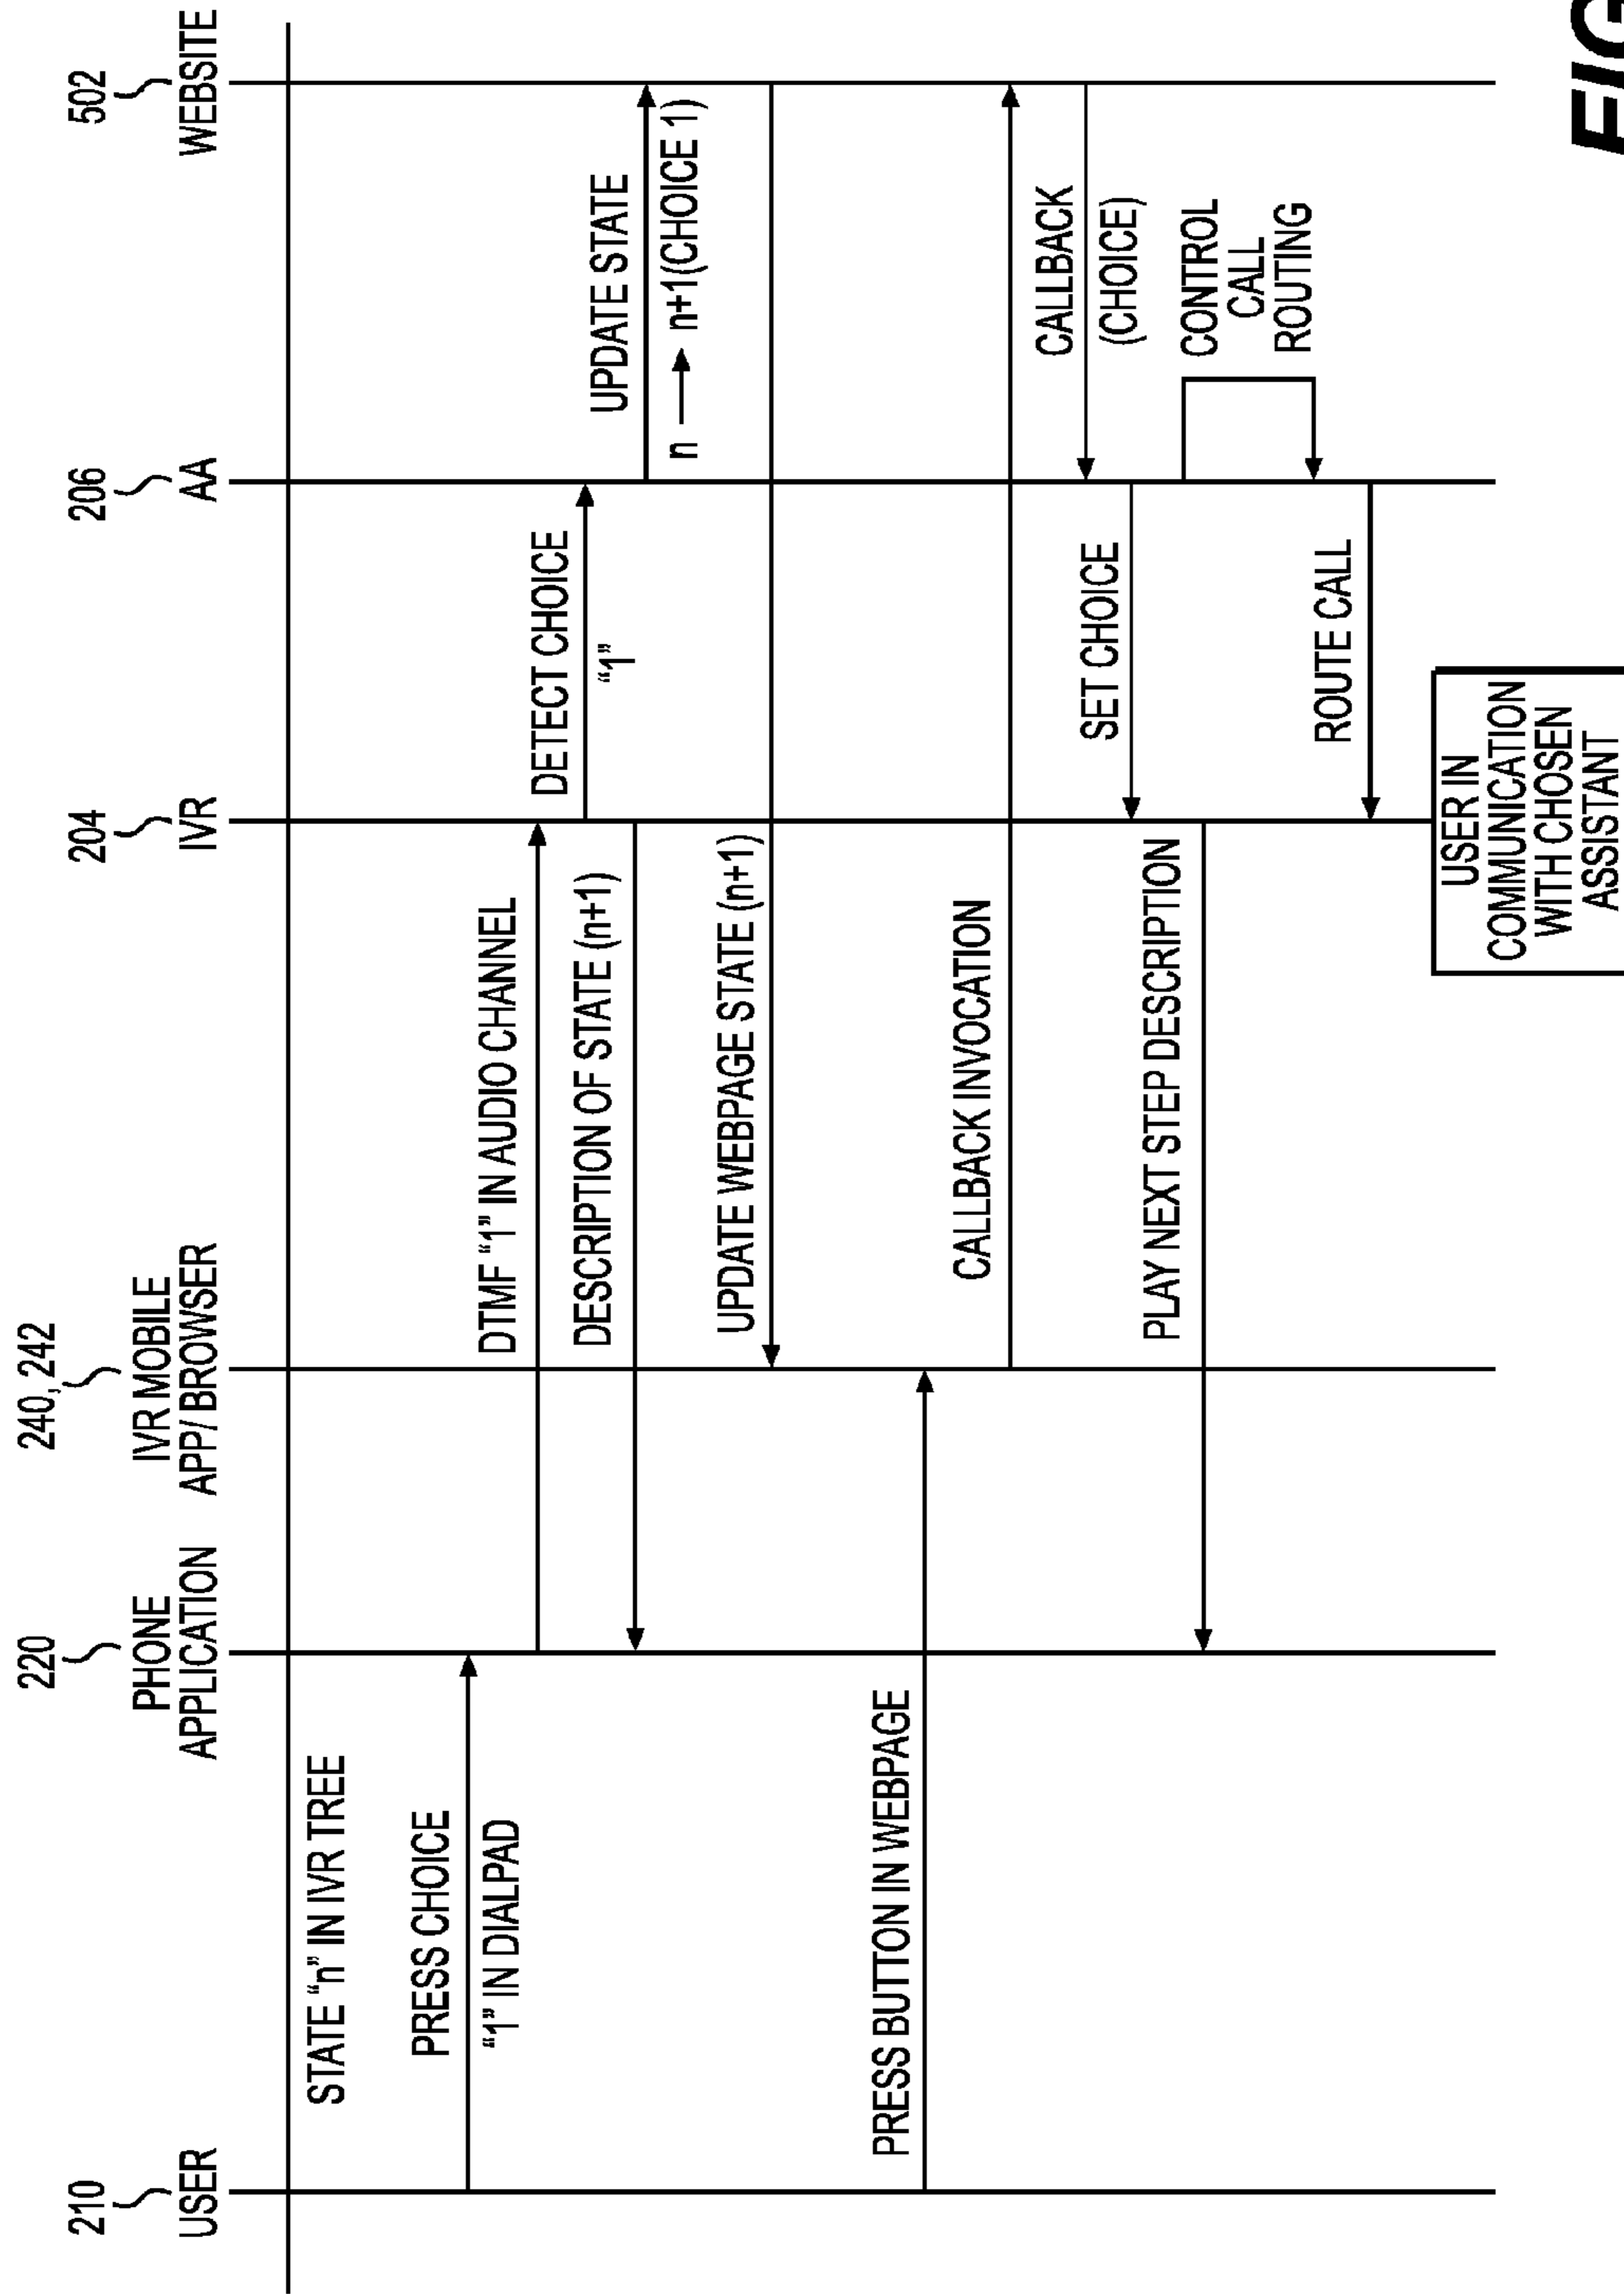 210
USER
220
PHONE
APPLICATION
240, 242
IVR MOBILE
APP/ BROWSER
204
IVR
206
AA
502
WEBSITE
STATE “n” IN IVR TREE
PRESS CHOICE
“1” IN DIALPAD
DTMF “1” IN AUDIO CHANNEL
DETECT CHOICE
“1”
DESCRIPTION OF STATE (n+1)
UPDATE STATE
n n+1(CHOICE 1)
UPDATE WEBPAGE STATE (n+1)
PRESS BUTTON IN WEBPAGE
CALLBACK INVOCATION
CALLBACK
(CHOICE)
SET CHOICE
CONTROL
CALL
ROUTING
PLAY NEXT STEP DESCRIPTION
ROUTE CALL
USER IN
COMMUNICATION
WITH CHOSEN
ASSISTANT